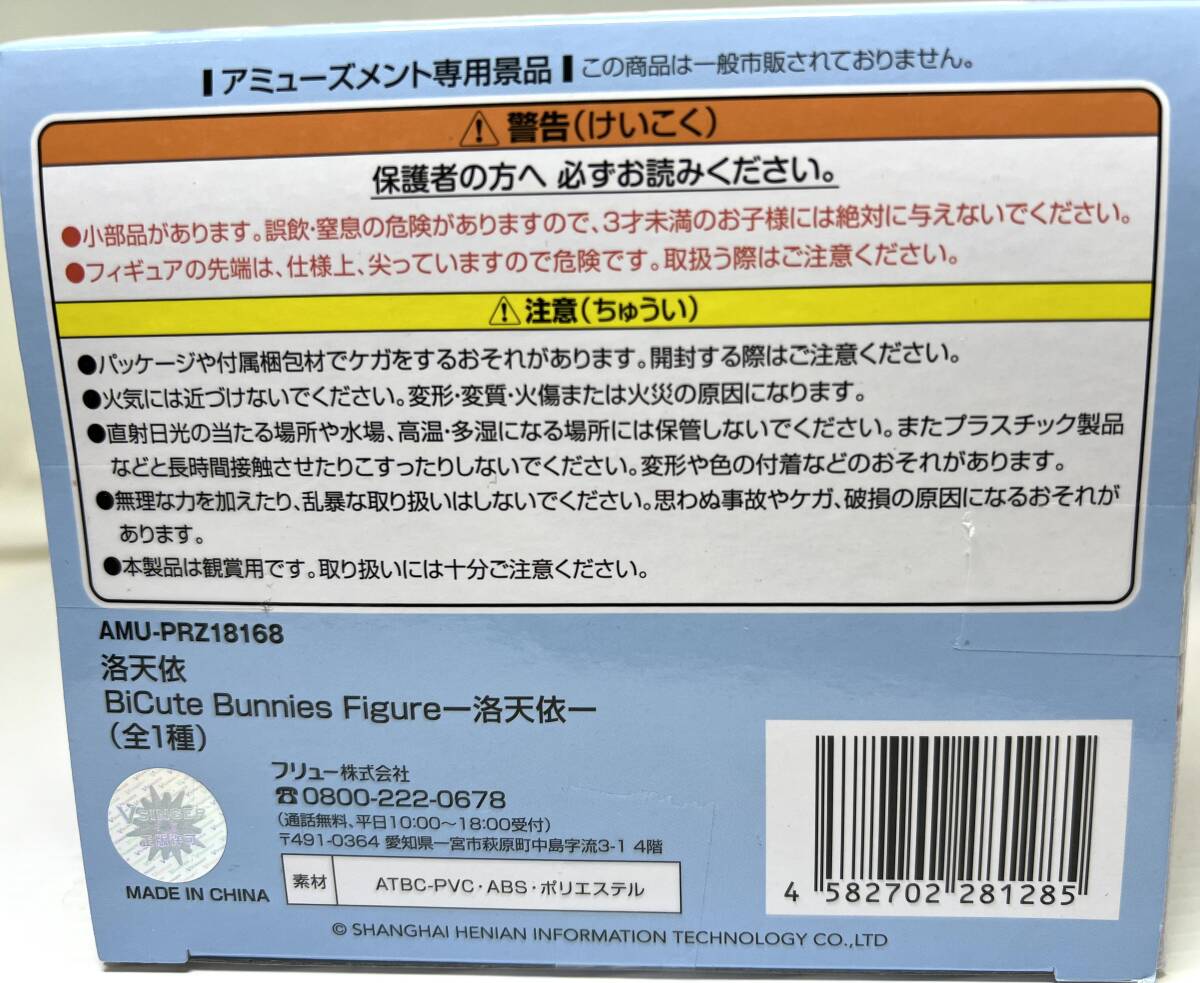 アミューズメント専用景品 この商品は一般市販されておりません。
警告(けいこく)
保護者の方へ 必ずお読みください。
●小部品があります。誤飲・窒息の危険がありますので、3才未満のお子様には絶対に与えないでください。
●フィギュアの先端は、仕様上、尖っていますので危険です。取扱う際はご注意ください。
注意(ちゅうい)
●パッケージや付属梱包材でケガをするおそれがあります。開封する際はご注意ください。
●火気には近づけないでください。変形・変質・火傷または火災の原因になります。
●直射日光の当たる場所や水場、高温・多湿になる場所には保管しないでください。またプラスチック製品
などと長時間接触させたりこすったりしないでください。変形や色の付着などのおそれがあります。
●無理な力を加えたり、乱暴な取り扱いはしないでください。思わぬ事故やケガ、破損の原因になるおそれが
あります。
●本製品は観賞用です。取り扱いには十分ご注意ください。
AMU-PRZ18168
洛天依
BiCute Bunnies Figureー洛天依ー
(全1種)
フリュー株式会社
☎0800-222-0678
(通話無料、平日10:00〜18:00受付)
〒491-0364 愛知県一宮市萩原町中島字流3-1 4階
VSINGER
正版许可
MADE IN CHINA
素材 ATBC-PVC・ABS・ポリエステル
4 582702 281285
© SHANGHAI HENIAN INFORMATION TECHNOLOGY CO.,LTD